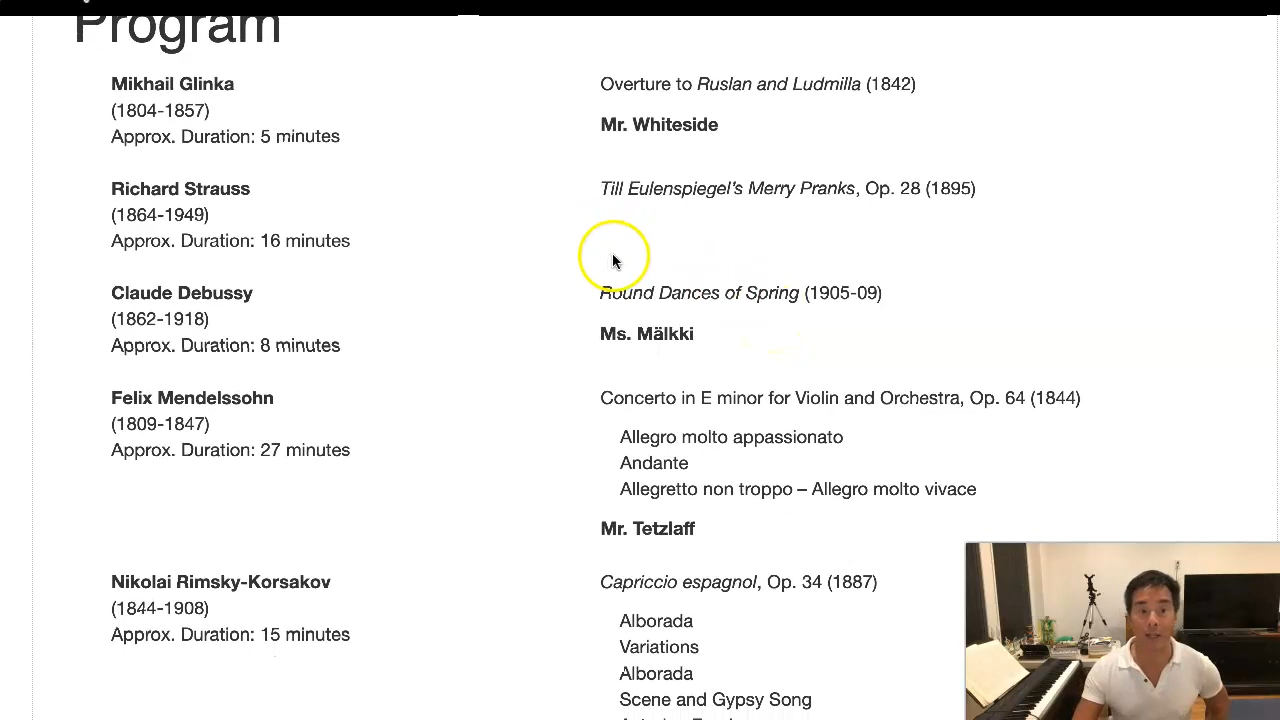 Program
Mikhail Glinka
(1804-1857)
Approx. Duration: 5 minutes
Overture to Ruslan and Ludmilla (1842)
Mr. Whiteside
Richard Strauss
(1864-1949)
Approx. Duration: 16 minutes
Till Eulenspiegel’s Merry Pranks, Op. 28 (1895)
Claude Debussy
(1862-1918)
Approx. Duration: 8 minutes
Round Dances of Spring (1905-09)
Ms. Mälkki
Felix Mendelssohn
(1809-1847)
Approx. Duration: 27 minutes
Concerto in E minor for Violin and Orchestra, Op. 64 (1844)
Allegro molto appassionato
Andante
Allegretto non troppo – Allegro molto vivace
Mr. Tetzlaff
Nikolai Rimsky-Korsakov
(1844-1908)
Approx. Duration: 15 minutes
Capriccio espagnol, Op. 34 (1887)
Alborada
Variations
Alborada
Scene and Gypsy Song